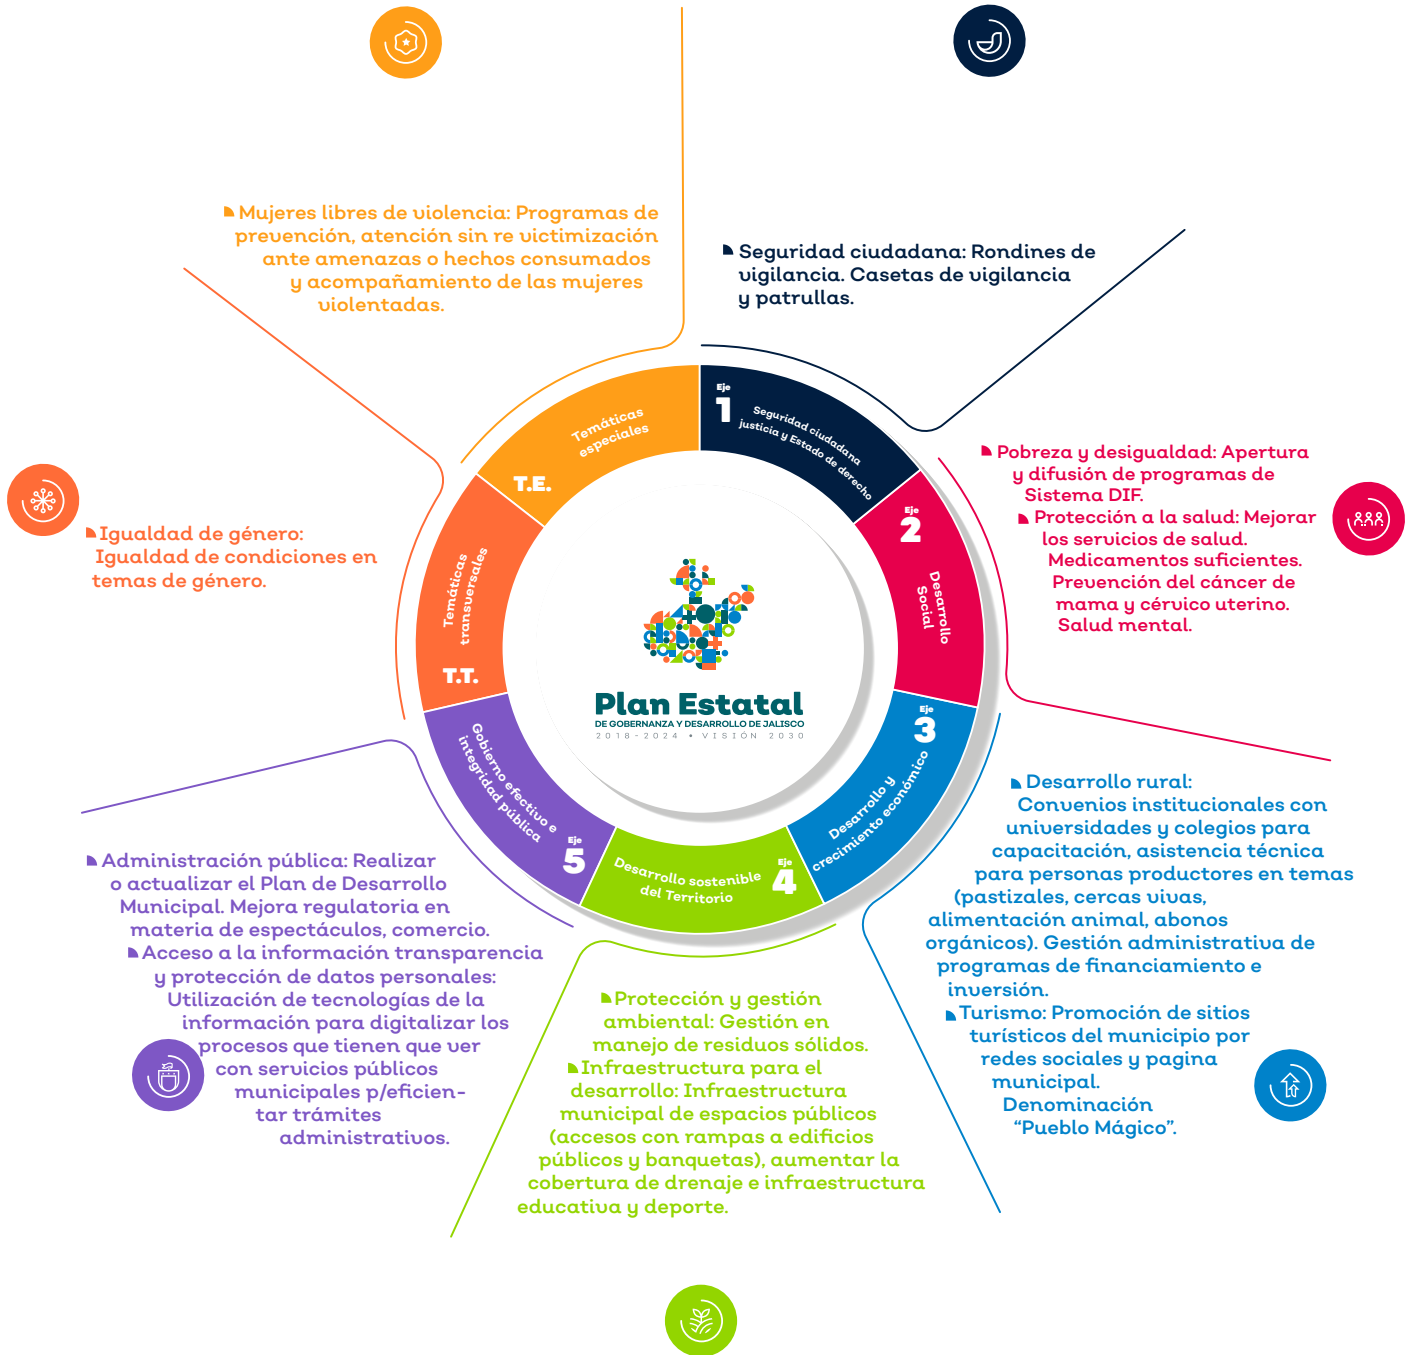 Mujeres libres de violencia: Programas de
prevención, atención sin re victimización
ante amenazas o hechos consumados
y acompañamiento de las mujeres
violentadas.
Seguridad ciudadana: Rondines de
vigilancia. Casetas de vigilancia
y patrullas.
Pobreza y desigualdad: Apertura
y difusión de programas de
Sistema DIF.
Protección a la salud: Mejorar
los servicios de salud.
Medicamentos suficientes.
Prevención del cáncer de
mama y cérvico uterino.
Salud mental.
Igualdad de género:
Igualdad de condiciones en
temas de género.
Temáticas
especiales
T.E.
Eje
1
Seguridad ciudadana
justicia y Estado de derecho
Eje
2
Desarrollo
Social
Temáticas
transversales
T.T.
Plan Estatal
DE GOBERNANZA Y DESARROLLO DE JALISCO
2018-2024 • VISIÓN 2030
Eje
3
Desarrollo y
crecimiento económico
Gobierno efectivo e
integridad pública
Eje
5
Desarrollo sostenible
del Territorio
Eje
4
Desarrollo rural:
Convenios institucionales con
universidades y colegios para
capacitación, asistencia técnica
para personas productores en temas
(pastizales, cercas vivas,
alimentación animal, abonos
orgánicos). Gestión administrativa de
programas de financiamiento e
inversión.
Turismo: Promoción de sitios
turísticos del municipio por
redes sociales y pagina
municipal.
Denominación
“Pueblo Mágico”.
Administración pública: Realizar
o actualizar el Plan de Desarrollo
Municipal. Mejora regulatoria en
materia de espectáculos, comercio.
Acceso a la información transparencia
y protección de datos personales:
Utilización de tecnologías de la
información para digitalizar los
procesos que tienen que ver
con servicios públicos
municipales p/eficien-
tar trámites
administrativos.
Protección y gestión
ambiental: Gestión en
manejo de residuos sólidos.
Infraestructura para el
desarrollo: Infraestructura
municipal de espacios públicos
(accesos con rampas a edificios
públicos y banquetas), aumentar la
cobertura de drenaje e infraestructura
educativa y deporte.